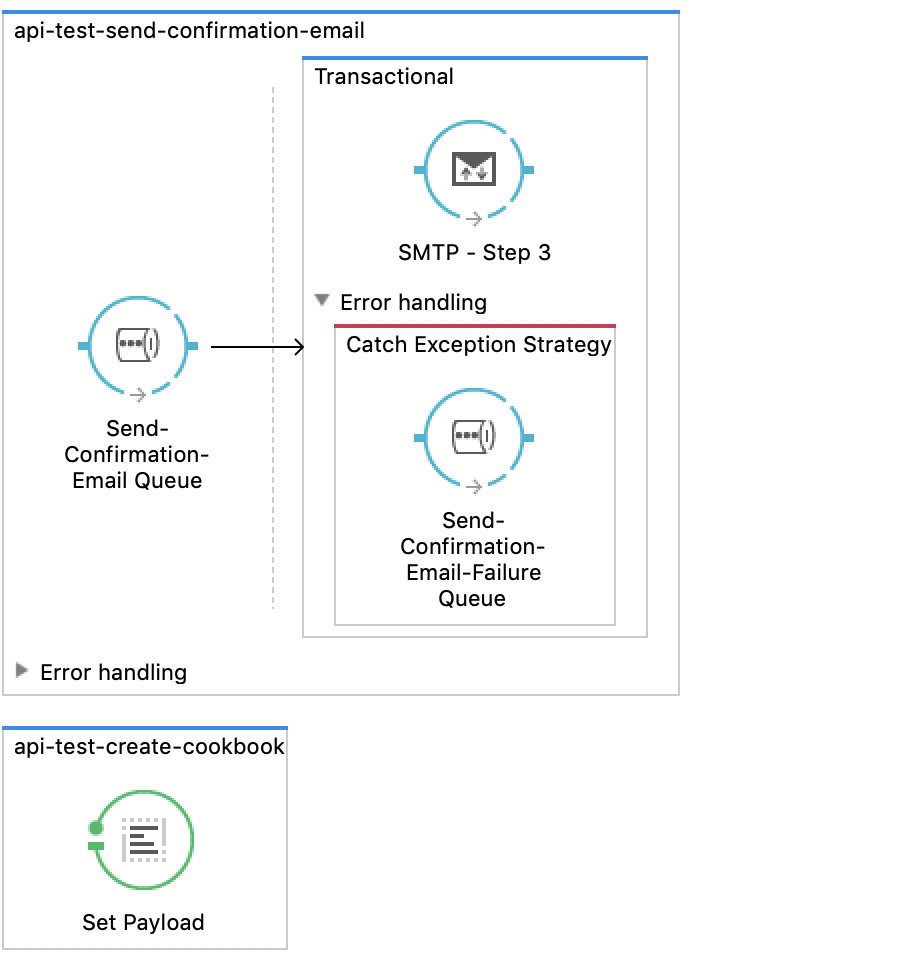 api-test-send-confirmation-email
Transactional
SMTP - Step 3
Error handling
Catch Exception Strategy
Send-
Confirmation-
Email Queue
Send-
Confirmation-
Email-Failure
Queue
Error handling
api-test-create-cookbook
Set Payload